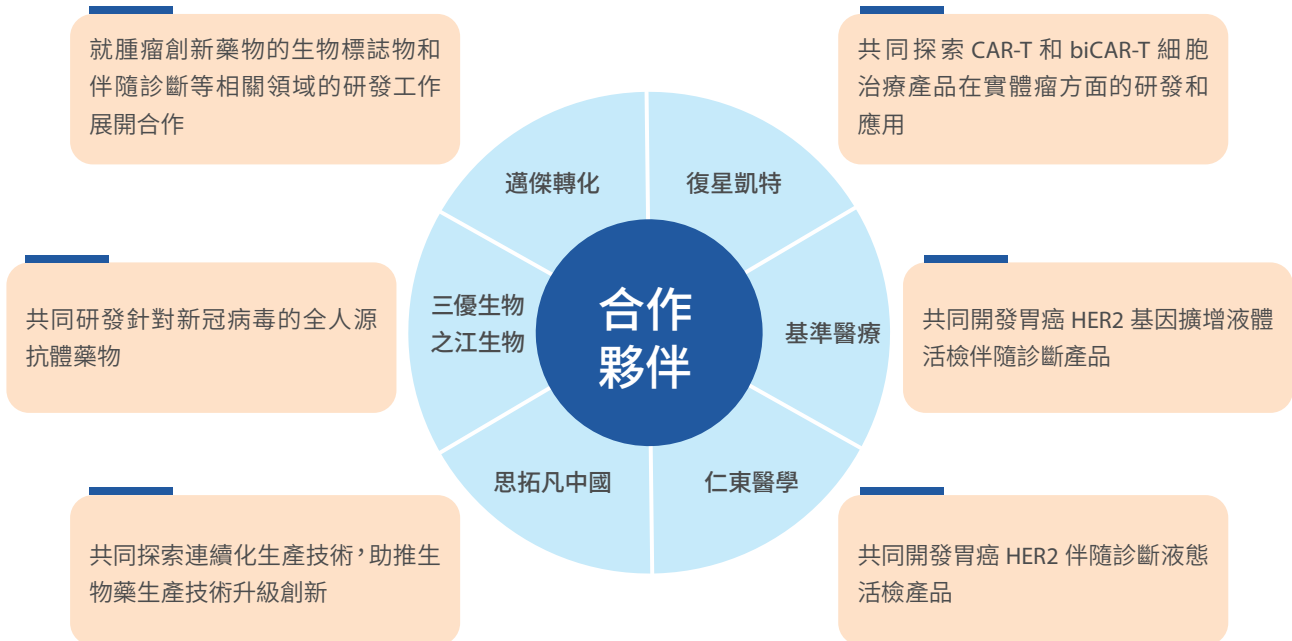 就腫瘤創新藥物的生物標誌物和
伴隨診斷等相關領域的研發工作
展開合作
共同探索 CAR-T 和 biCAR-T 細胞
治療產品在實體瘤方面的研發和
應用
邁傑轉化
復星凱特
三優生物
之江生物
合作
夥伴
基準醫療
共同研發針對新冠病毒的全人源
抗體藥物
共同開發胃癌 HER2 基因擴增液體
活檢伴隨診斷產品
思拓凡中國
仁東醫學
共同探索連續化生產技術，助推生
物藥生產技術升級創新
共同開發胃癌 HER2 伴隨診斷液態
活檢產品